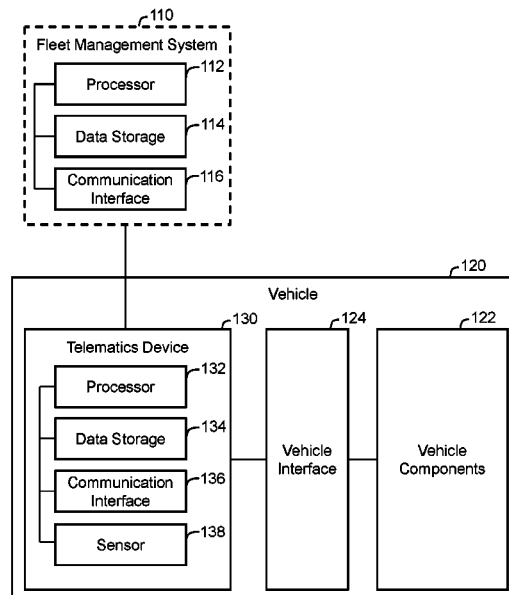 110
Fleet Management System
112
Processor
114
Data Storage
116
Communication
Interface
120
Vehicle
130
124
122
Telematics Device
132
Processor
134
Data Storage
136
Communication
Interface
138
Sensor
Vehicle
Interface
Vehicle
Components